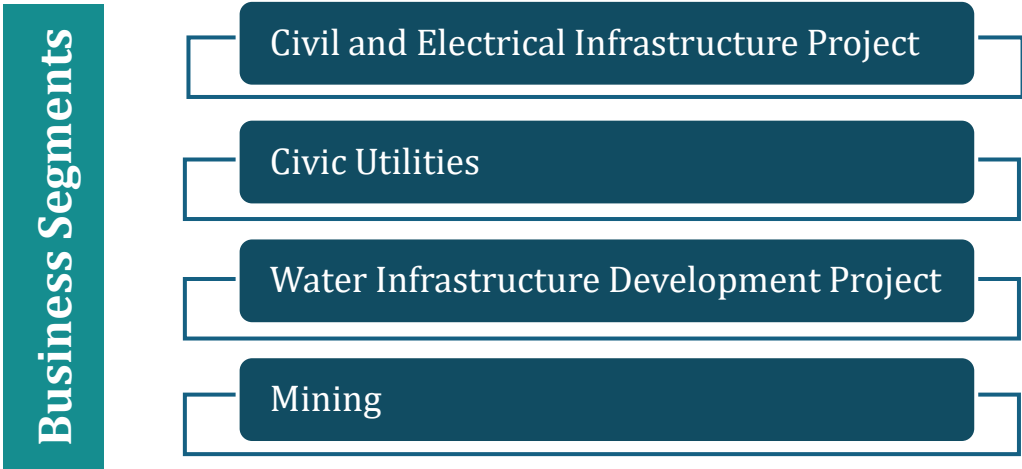 Business Segments
Civil and Electrical Infrastructure Project
Civic Utilities
Water Infrastructure Development Project
Mining